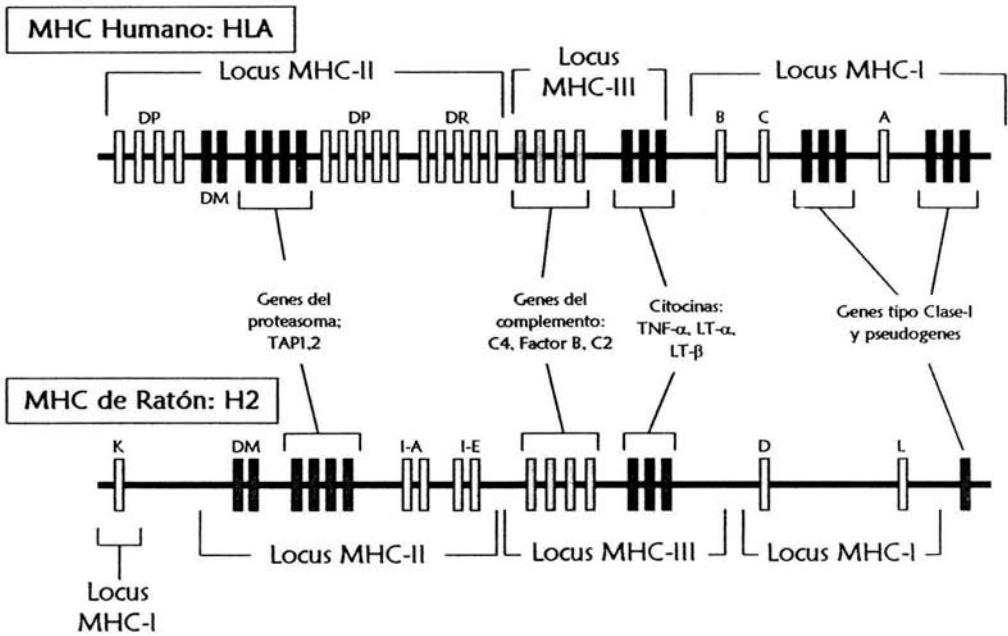 MHC Humano: HLA
Locus MHC-II
Locus
MHC-III
Locus MHC-I
DP
DP
DR
B
C
A
DM
Genes del
proteasoma;
TAP1,2
Genes del
complemento:
C4, Factor B, C2
Citocinas:
TNF-α, LT-α,
LT-β
Genes tipo Clase-I
y pseudogenes
MHC de Ratón: H2
K
DM
I-A
I-E
D
L
Locus MHC-II
Locus MHC-III
Locus MHC-I
Locus
MHC-I